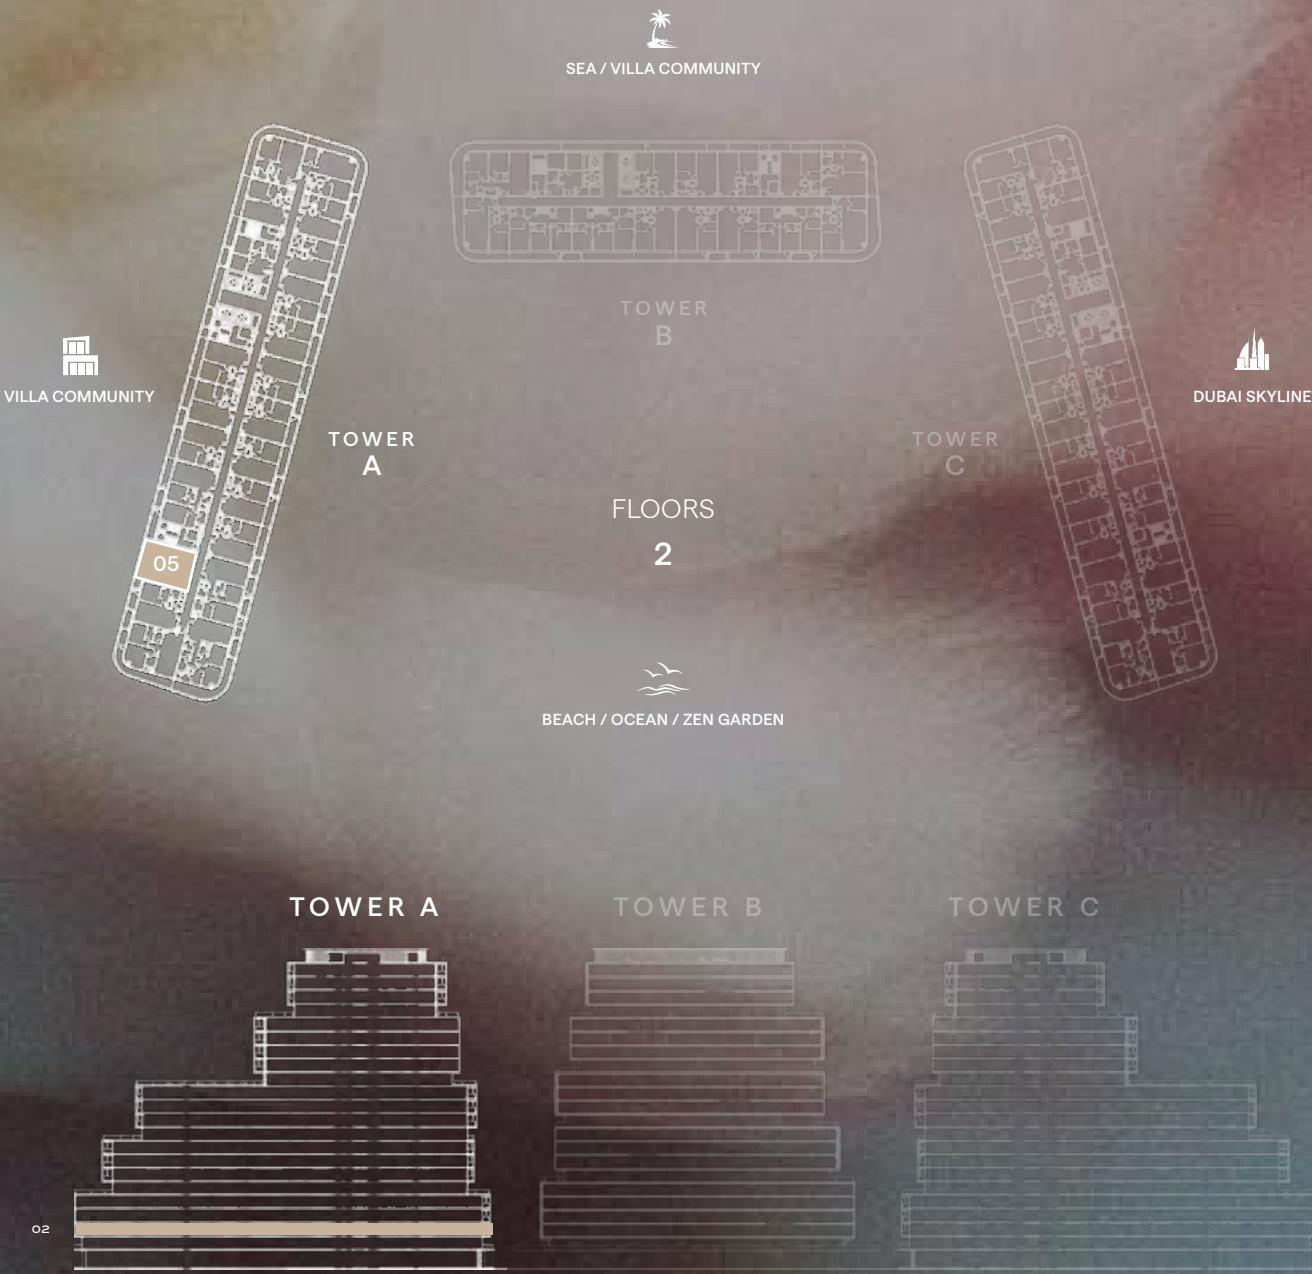 SEA / VILLA COMMUNITY
TOWER
B
VILLA COMMUNITY
DUBAI SKYLINE
TOWER
A
TOWER
C
FLOORS
2
05
BEACH / OCEAN / ZEN GARDEN
TOWER A
TOWER B
TOWER C
02